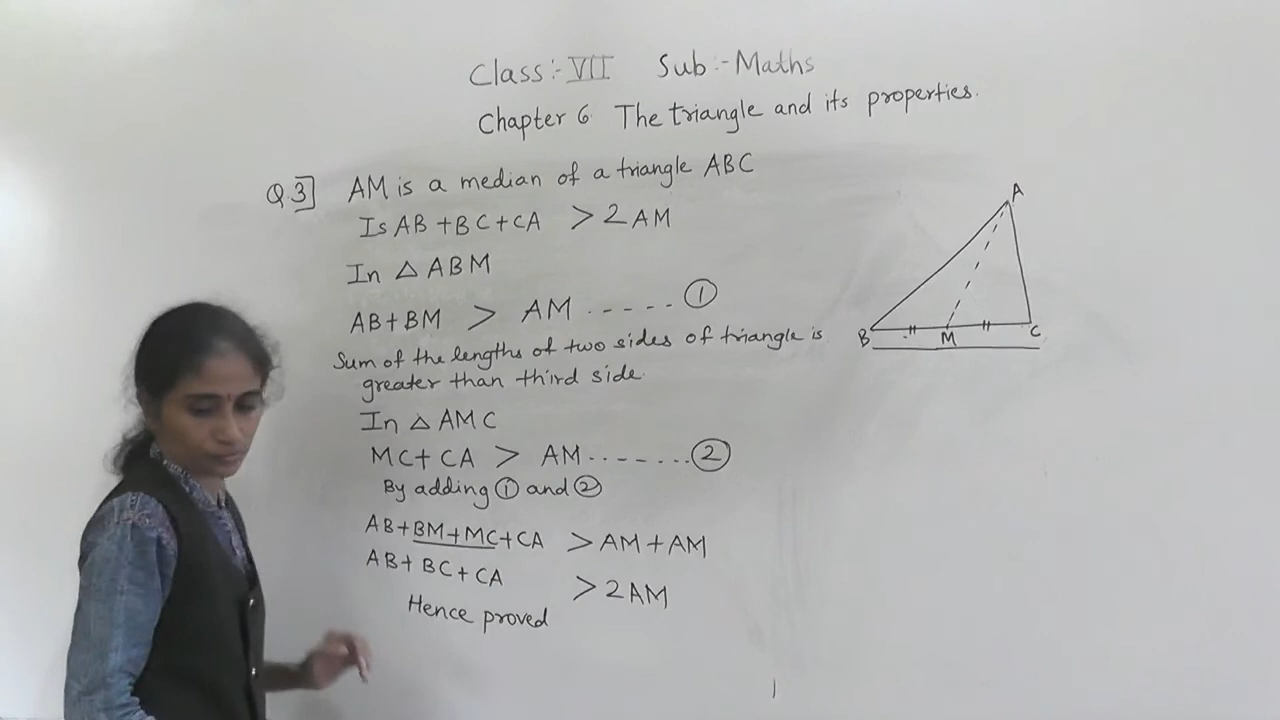 Class:- VII Sub:- Maths
Chapter 6. The triangle and its properties.
Q 3] AM is a median of a triangle ABC
Is AB + BC + CA > 2 AM
In △ ABM
AB + BM > AM ----- ①
Sum of the lengths of two sides of triangle is
greater than third side.
In △ AMC
MC + CA > AM ------- ②
By adding ① and ②
AB + BM + MC + CA > AM + AM
AB + BC + CA > 2 AM
Hence proved
A
B M C